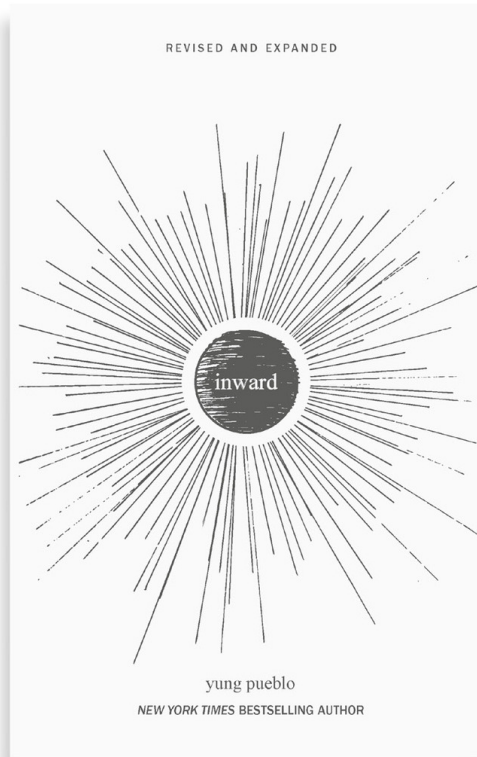 REVISED AND EXPANDED
inward
yung pueblo
NEW YORK TIMES BESTSELLING AUTHOR